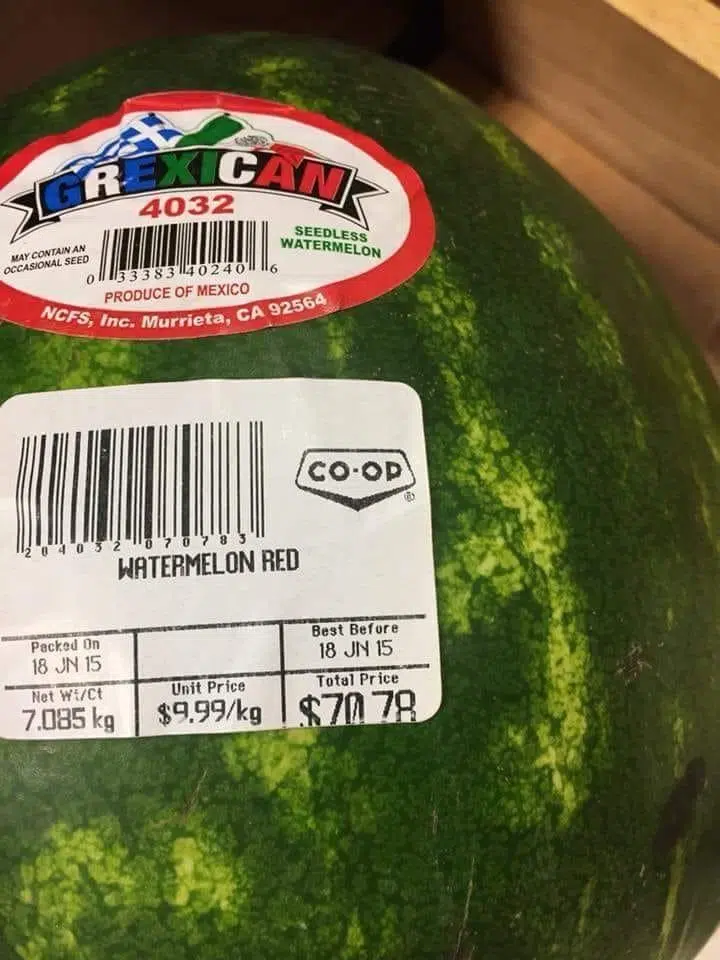 GREXICAN
4032
MAY CONTAIN AN
OCCASIONAL SEED
SEEDLESS
WATERMELON
0 33383 40240 6
PRODUCE OF MEXICO
NCFS, Inc. Murrieta, CA 92564
CO-OP
®
2 04032 070783
WATERMELON RED
Packed On
18 JN 15
Best Before
18 JN 15
Net Wt/Ct
7.085 kg
Unit Price
$9.99/kg
Total Price
$70.78